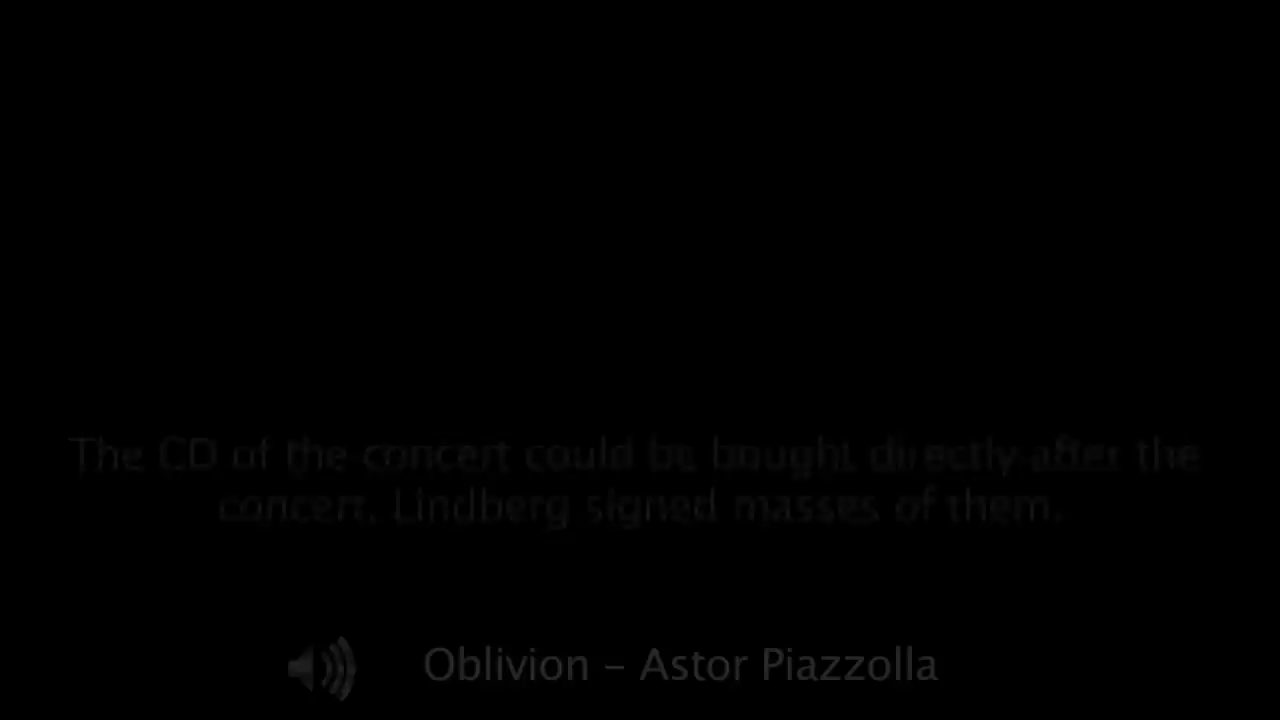 The CD of the concert could be bought directly after the
concert. Lindberg signed masses of them.
Oblivion – Astor Piazzolla